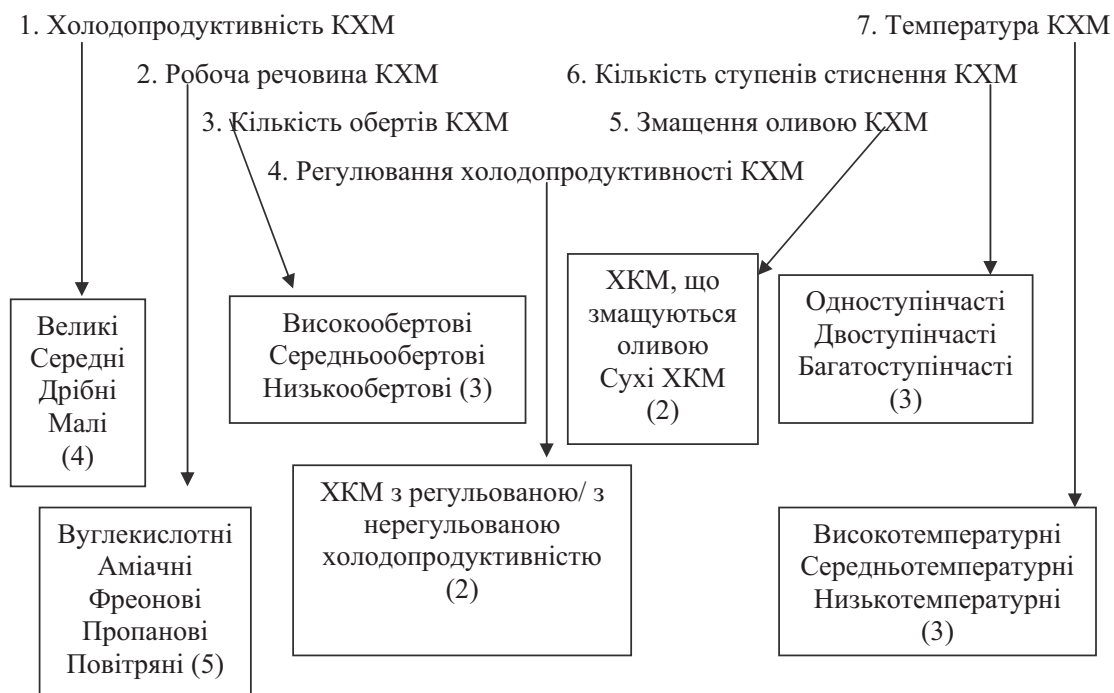 1. Холодопродуктивність КХМ
7. Температура КХМ
2. Робоча речовина КХМ
6. Кількість ступенів стиснення КХМ
3. Кількість обертів КХМ
5. Змащення оливою КХМ
4. Регулювання холодопродуктивності КХМ
Великі
Середні
Дрібні
Малі
(4)
Вуглекислотні
Аміачні
Фреонові
Пропанові
Повітряні (5)
Високообертові
Середньообертові
Низькообертові (3)
ХКМ з регульованою/ з
нерегульованою
холодопродуктивністю
(2)
ХКМ, що
змащуються
оливою
Сухі ХКМ
(2)
Одноступінчасті
Двоступінчасті
Багатоступінчасті
(3)
Високотемпературні
Середньотемпературні
Низькотемпературні
(3)